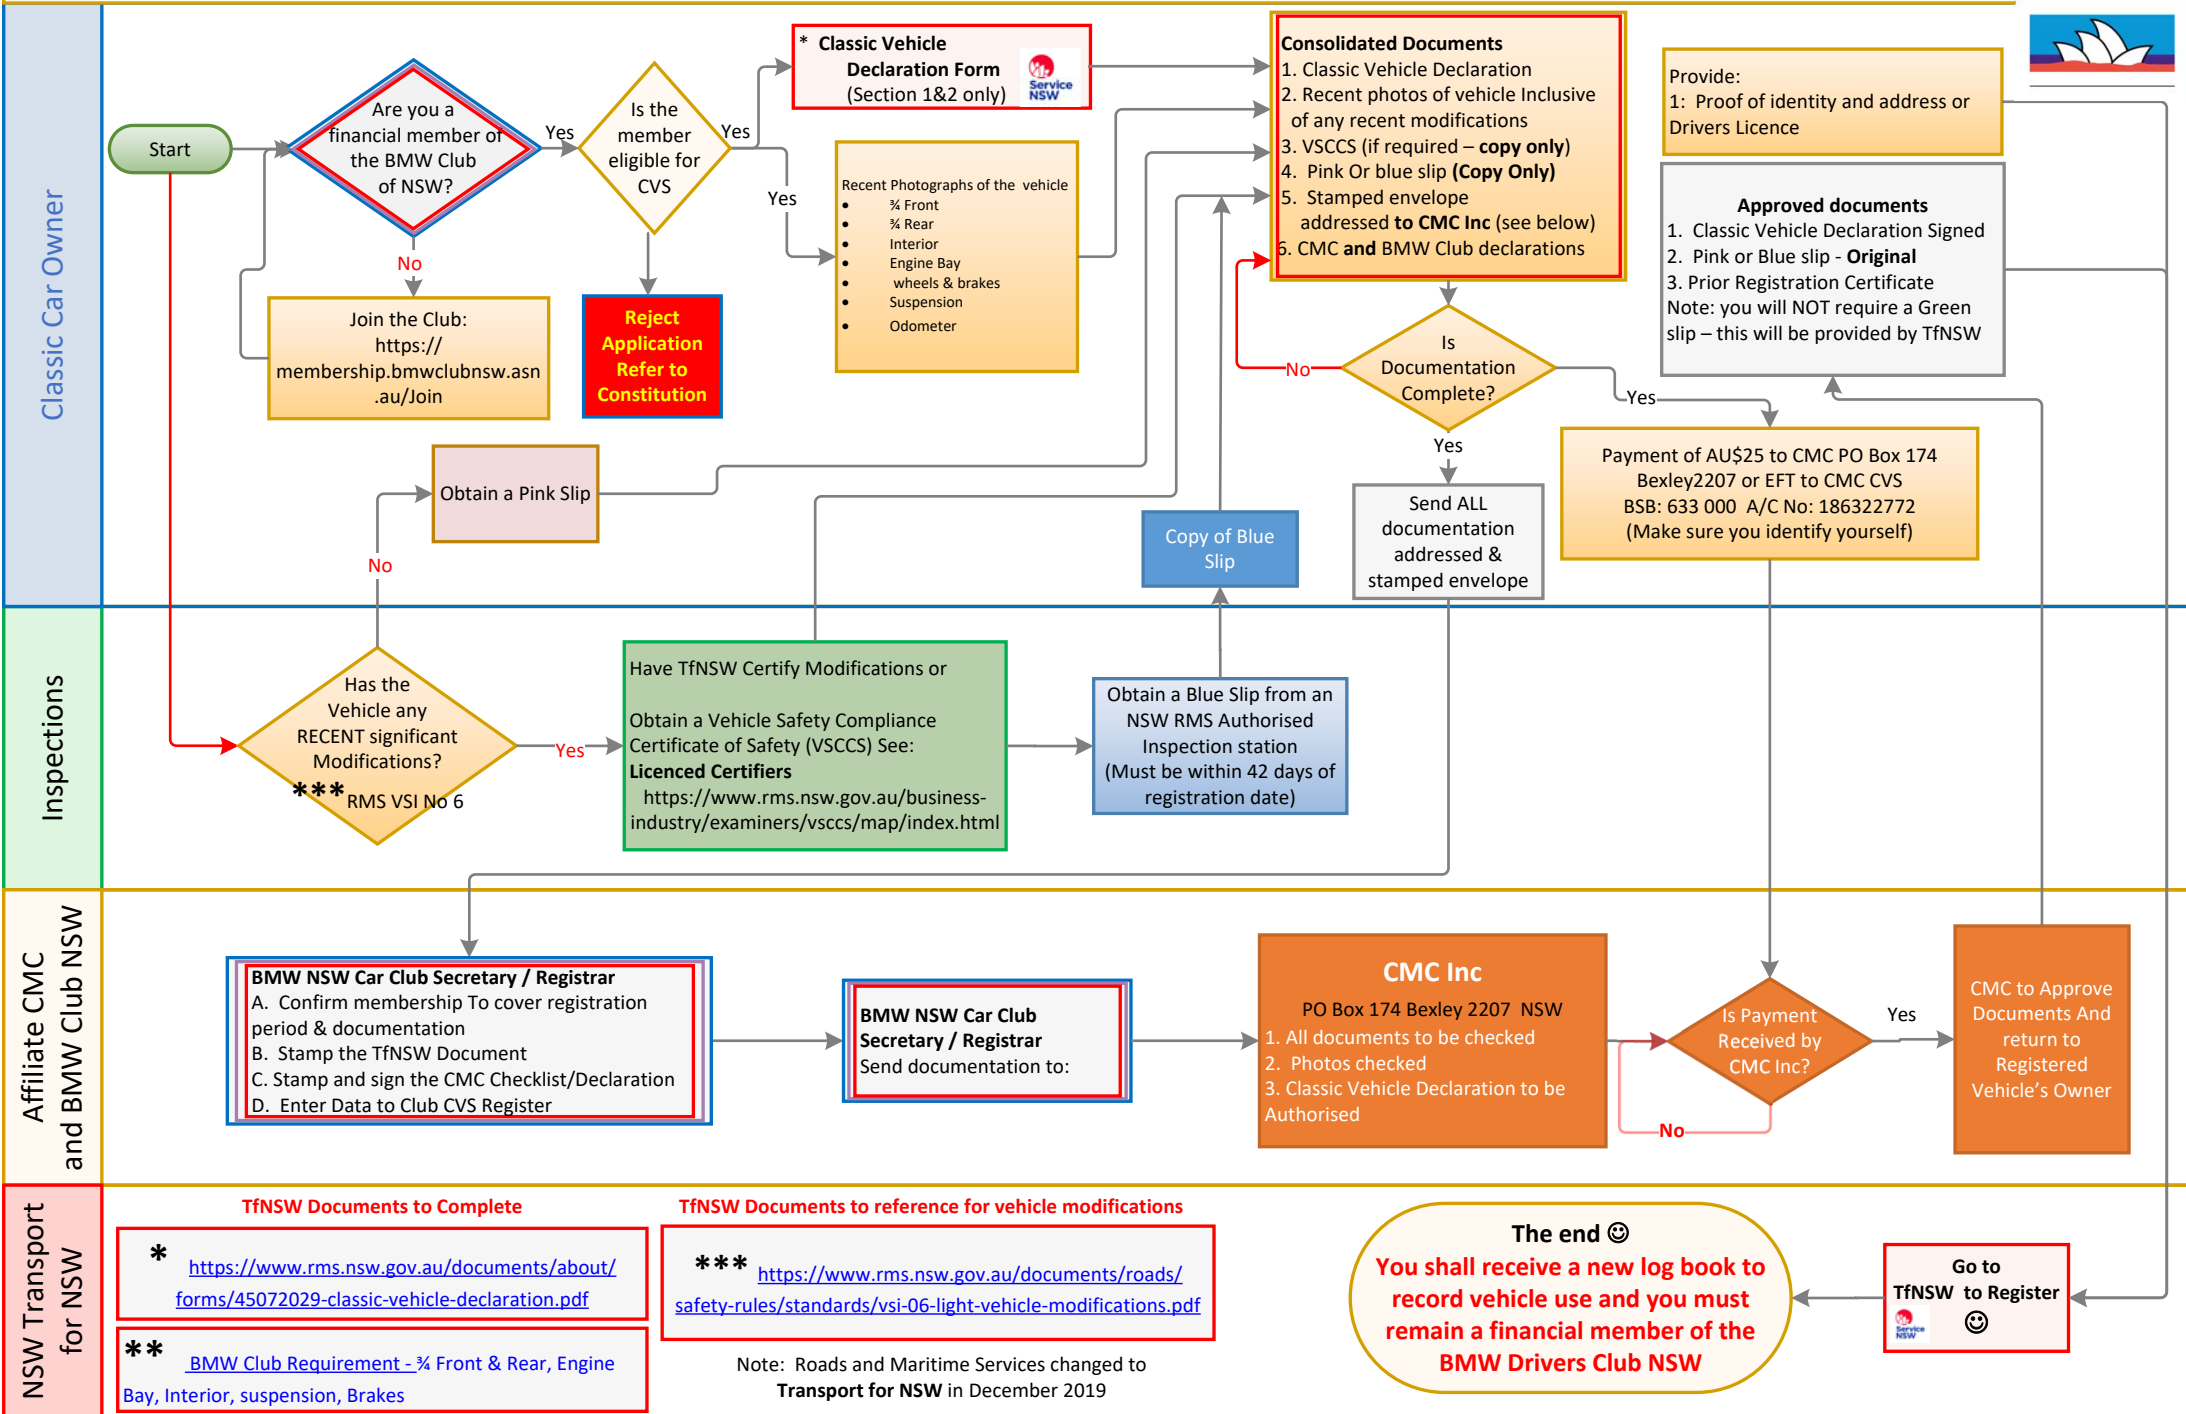 Classic Car Owner
Start
Are you a
financial member of
the BMW Club
of NSW?
Yes
No
Join the Club:
https://
membership.bmwclubnsw.asn
.au/Join
Is the
member
eligible for
CVS
Yes
Yes
Reject
Application
Refer to
Constitution
* Classic Vehicle
Declaration Form
(Section 1&2 only)
Service
NSW
Recent Photographs of the vehicle
• ¾ Front
• ¾ Rear
• Interior
• Engine Bay
• wheels & brakes
• Suspension
• Odometer
Consolidated Documents
1. Classic Vehicle Declaration
2. Recent photos of vehicle Inclusive
of any recent modifications
3. VSCCS (if required – copy only)
4. Pink Or blue slip (Copy Only)
5. Stamped envelope
addressed to CMC Inc (see below)
6. CMC and BMW Club declarations
Is
Documentation
Complete?
No
Yes
Yes
Provide:
1: Proof of identity and address or
Drivers Licence
Approved documents
1. Classic Vehicle Declaration Signed
2. Pink or Blue slip - Original
3. Prior Registration Certificate
Note: you will NOT require a Green
slip – this will be provided by TfNSW
Payment of AU$25 to CMC PO Box 174
Bexley2207 or EFT to CMC CVS
BSB: 633 000 A/C No: 186322772
(Make sure you identify yourself)
Send ALL
documentation
addressed &
stamped envelope
Obtain a Pink Slip
Copy of Blue
Slip
No
Inspections
Has the
Vehicle any
RECENT significant
Modifications?
***RMS VSI No 6
Yes
Have TfNSW Certify Modifications or
Obtain a Vehicle Safety Compliance
Certificate of Safety (VSCCS) See:
Licenced Certifiers
https://www.rms.nsw.gov.au/business-
industry/examiners/vsccs/map/index.html
Obtain a Blue Slip from an
NSW RMS Authorised
Inspection station
(Must be within 42 days of
registration date)
Affiliate CMC
and BMW Club NSW
BMW NSW Car Club Secretary / Registrar
A. Confirm membership To cover registration
period & documentation
B. Stamp the TfNSW Document
C. Stamp and sign the CMC Checklist/Declaration
D. Enter Data to Club CVS Register
BMW NSW Car Club
Secretary / Registrar
Send documentation to:
CMC Inc
PO Box 174 Bexley 2207 NSW
1. All documents to be checked
2. Photos checked
3. Classic Vehicle Declaration to be
Authorised
Is Payment
Received by
CMC Inc?
Yes
No
CMC to Approve
Documents And
return to
Registered
Vehicle’s Owner
NSW Transport
for NSW
TfNSW Documents to Complete
* https://www.rms.nsw.gov.au/documents/about/
forms/45072029-classic-vehicle-declaration.pdf
** BMW Club Requirement - ¾ Front & Rear, Engine
Bay, Interior, suspension, Brakes
TfNSW Documents to reference for vehicle modifications
*** https://www.rms.nsw.gov.au/documents/roads/
safety-rules/standards/vsi-06-light-vehicle-modifications.pdf
Note: Roads and Maritime Services changed to
Transport for NSW in December 2019
The end ☺
You shall receive a new log book to
record vehicle use and you must
remain a financial member of the
BMW Drivers Club NSW
Go to
TfNSW to Register
Service
NSW
☺